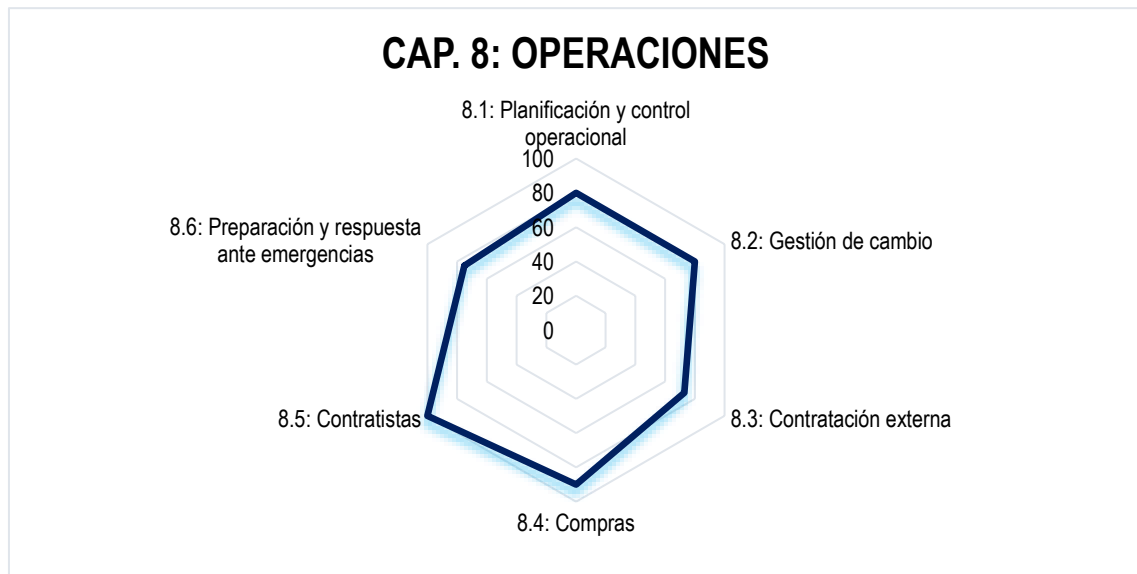 CAP. 8: OPERACIONES
8.1: Planificación y control
operacional
100
80
60
40
20
0
8.2: Gestión de cambio
8.3: Contratación externa
8.4: Compras
8.5: Contratistas
8.6: Preparación y respuesta
ante emergencias